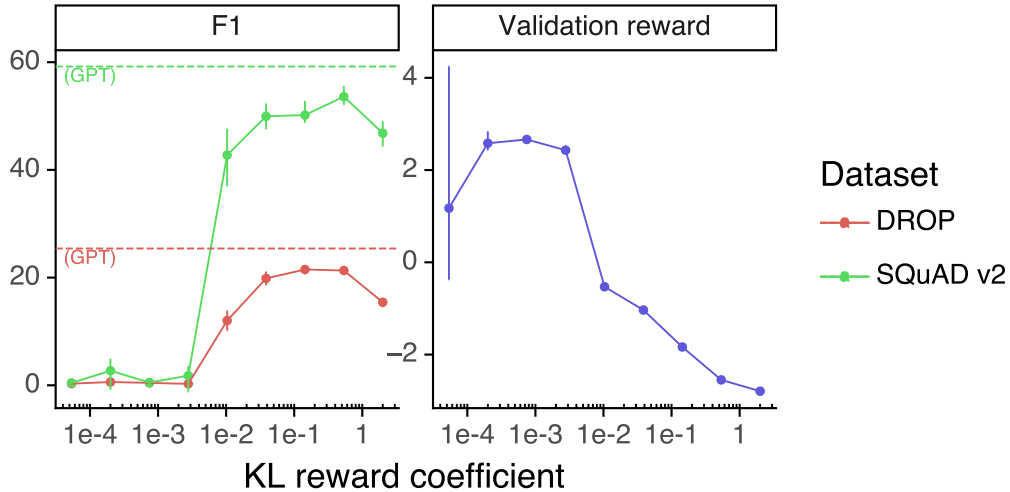 F1
Validation reward
60
40
20
0
(GPT)
(GPT)
4
2
0
−2
1e-4 1e-3 1e-2 1e-1 1
1e-4 1e-3 1e-2 1e-1 1
KL reward coefficient
Dataset
DROP
SQuAD v2